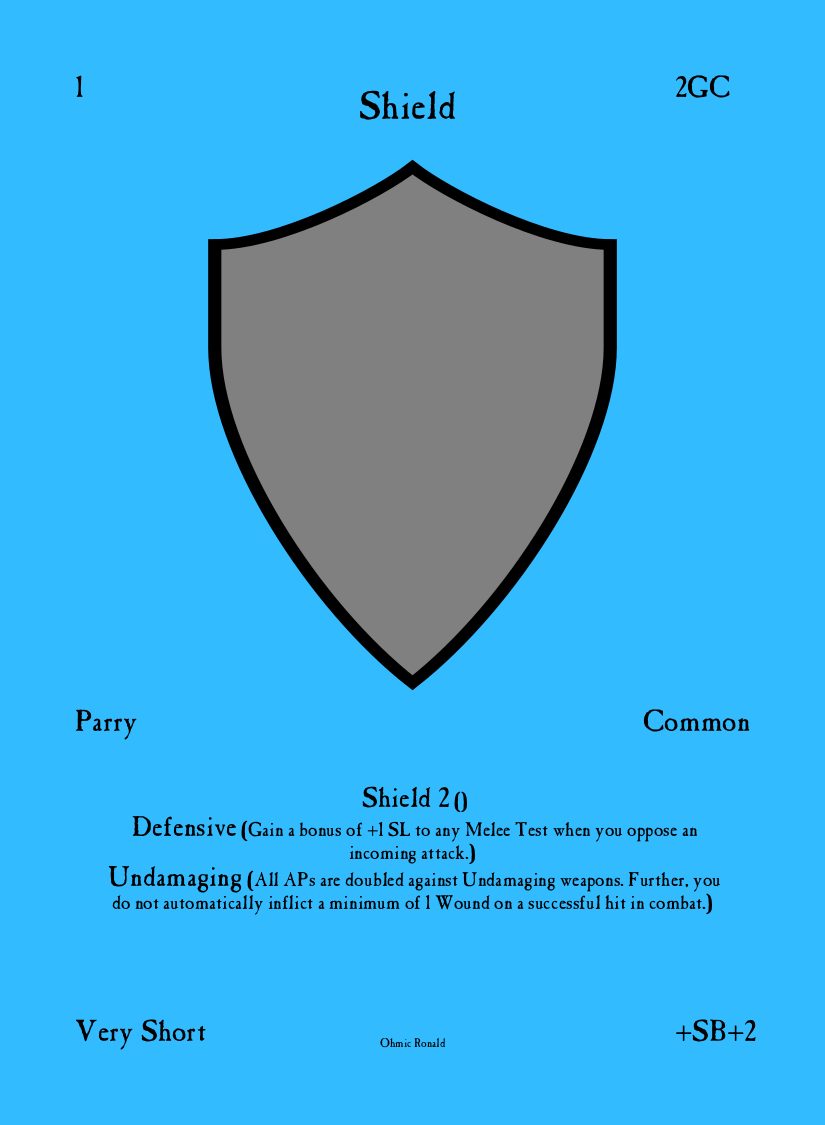 1
2GC
Shield
Parry
Common
Shield 2 ()
Defensive (Gain a bonus of +1 SL to any Melee Test when you oppose an
incoming attack.)
Undamaging (All APs are doubled against Undamaging weapons. Further, you
do not automatically inflict a minimum of 1 Wound on a successful hit in combat.)
Very Short
Ohmic Ronald
+SB+2